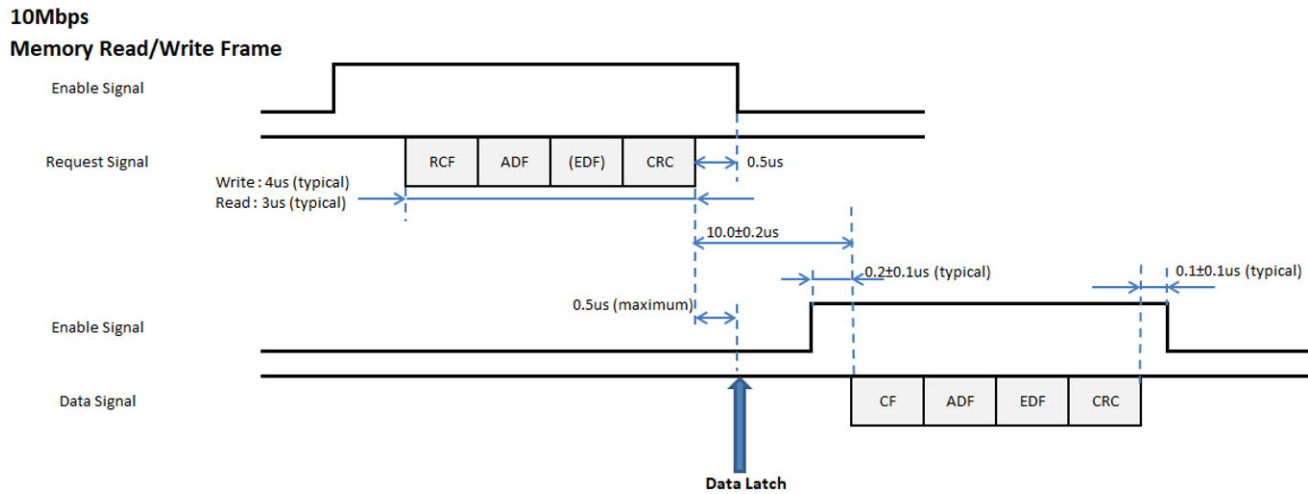 10Mbps
Memory Read/Write Frame
Enable Signal
Request Signal
RCF ADF (EDF) CRC
0.5us
Write : 4us (typical)
Read : 3us (typical)
10.0±0.2us
0.2±0.1us (typical)
0.1±0.1us (typical)
0.5us (maximum)
Enable Signal
Data Signal
CF ADF EDF CRC
Data Latch